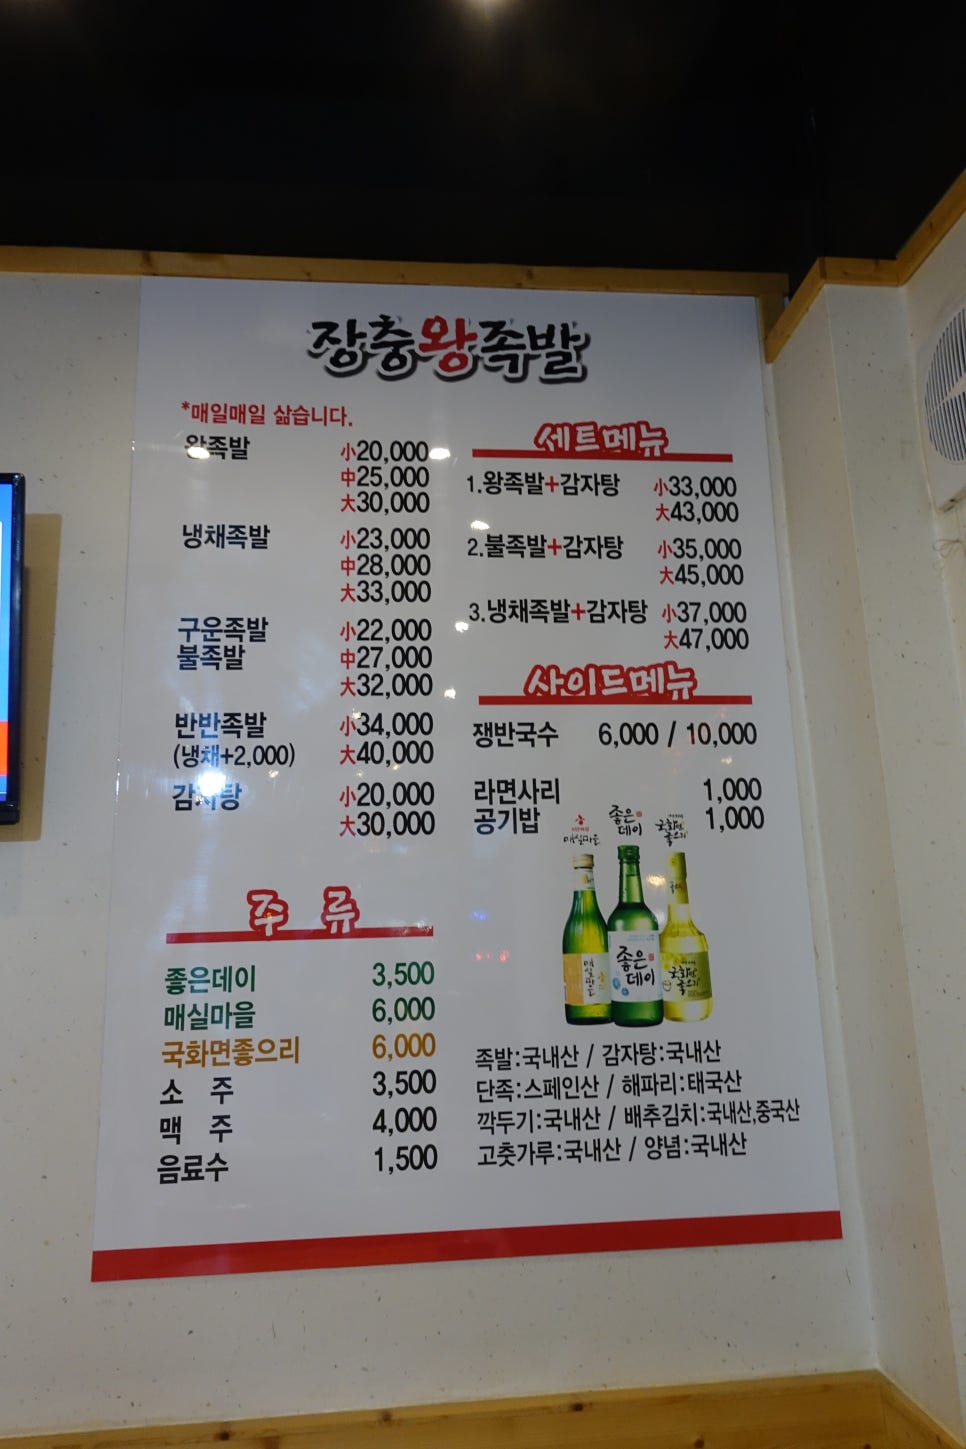 장충왕족발
*매일매일 삶습니다.
왕족발 小20,000
中25,000
大30,000
냉채족발 小23,000
中28,000
大33,000
구운족발 小22,000
불족발 中27,000
大32,000
반반족발 小34,000
(냉채+2,000) 大40,000
감자탕 小20,000
大30,000
주 류
좋은데이 3,500
매실마을 6,000
국화면좋으리 6,000
소 주 3,500
맥 주 4,000
음료수 1,500
세트메뉴
1.왕족발+감자탕 小33,000
大43,000
2.불족발+감자탕 小35,000
大45,000
3.냉채족발+감자탕 小37,000
大47,000
사이드메뉴
쟁반국수 6,000 / 10,000
라면사리 1,000
공기밥 1,000
매실마을
좋은
데이
국화면
좋으리
매실마을
좋은
데이
국화면
좋으리
족발:국내산 / 감자탕:국내산
단족:스페인산 / 해파리:태국산
깍두기:국내산 / 배추김치:국내산,중국산
고춧가루:국내산 / 양념:국내산